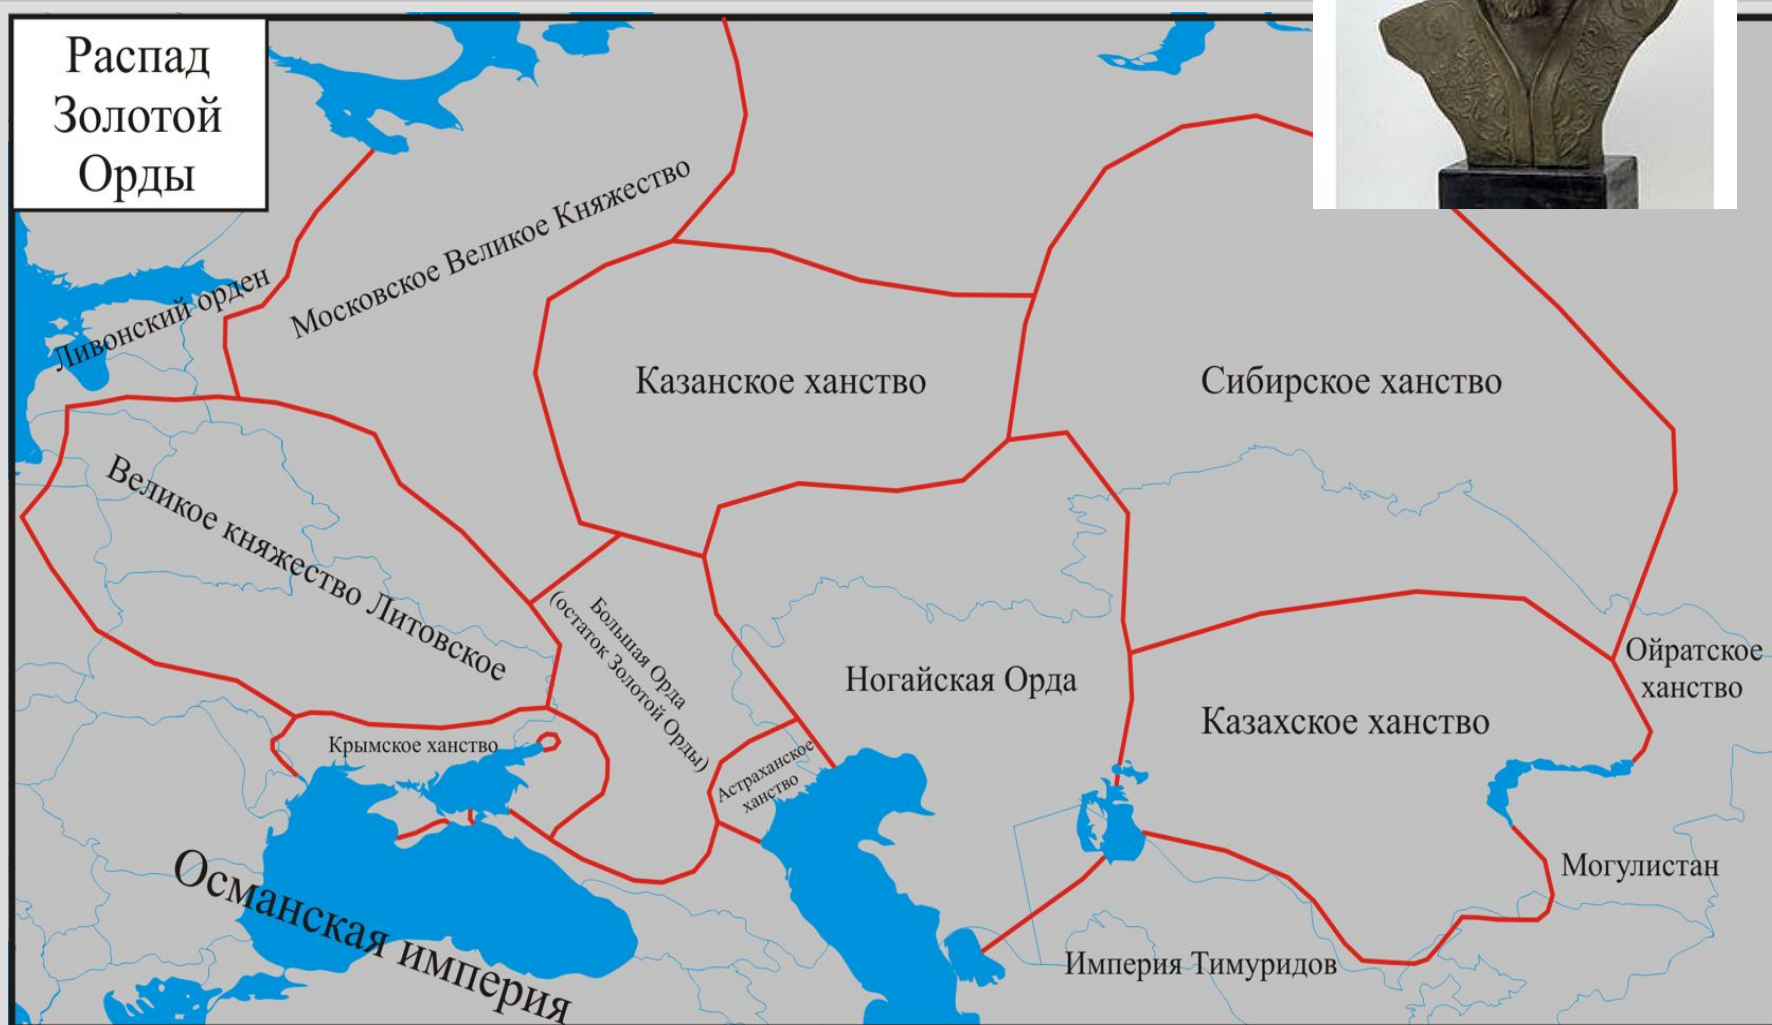 Распад
Золотой
Орды
Московское Великое Княжество
Ливонский орден
Казанское ханство
Сибирское ханство
Великое княжество Литовское
Большая Орда
(остаток Золотой Орды)
Ногайская Орда
Ойратское
ханство
Казахское ханство
Крымское ханство
Астраханское
ханство
Могулистан
Османская империя
Империя Тимуридов